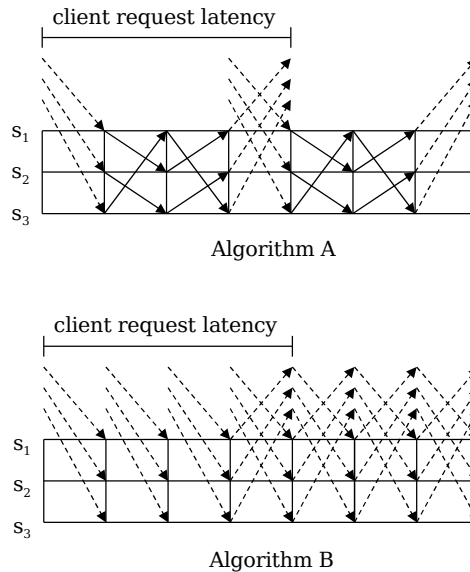 client request latency
s1
s2
s3
Algorithm A
client request latency
s1
s2
s3
Algorithm B